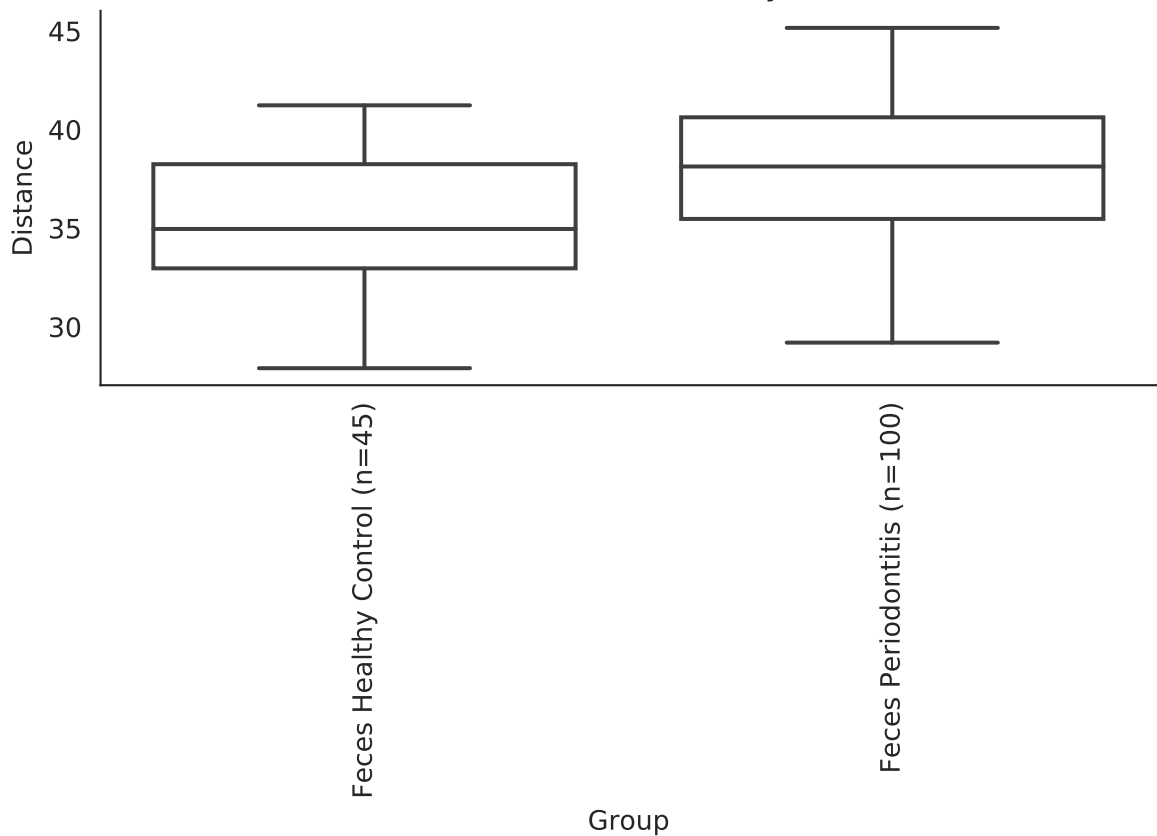 45
40
35
30
Distance
Feces Healthy Control (n=45)
Feces Periodontitis (n=100)
Group